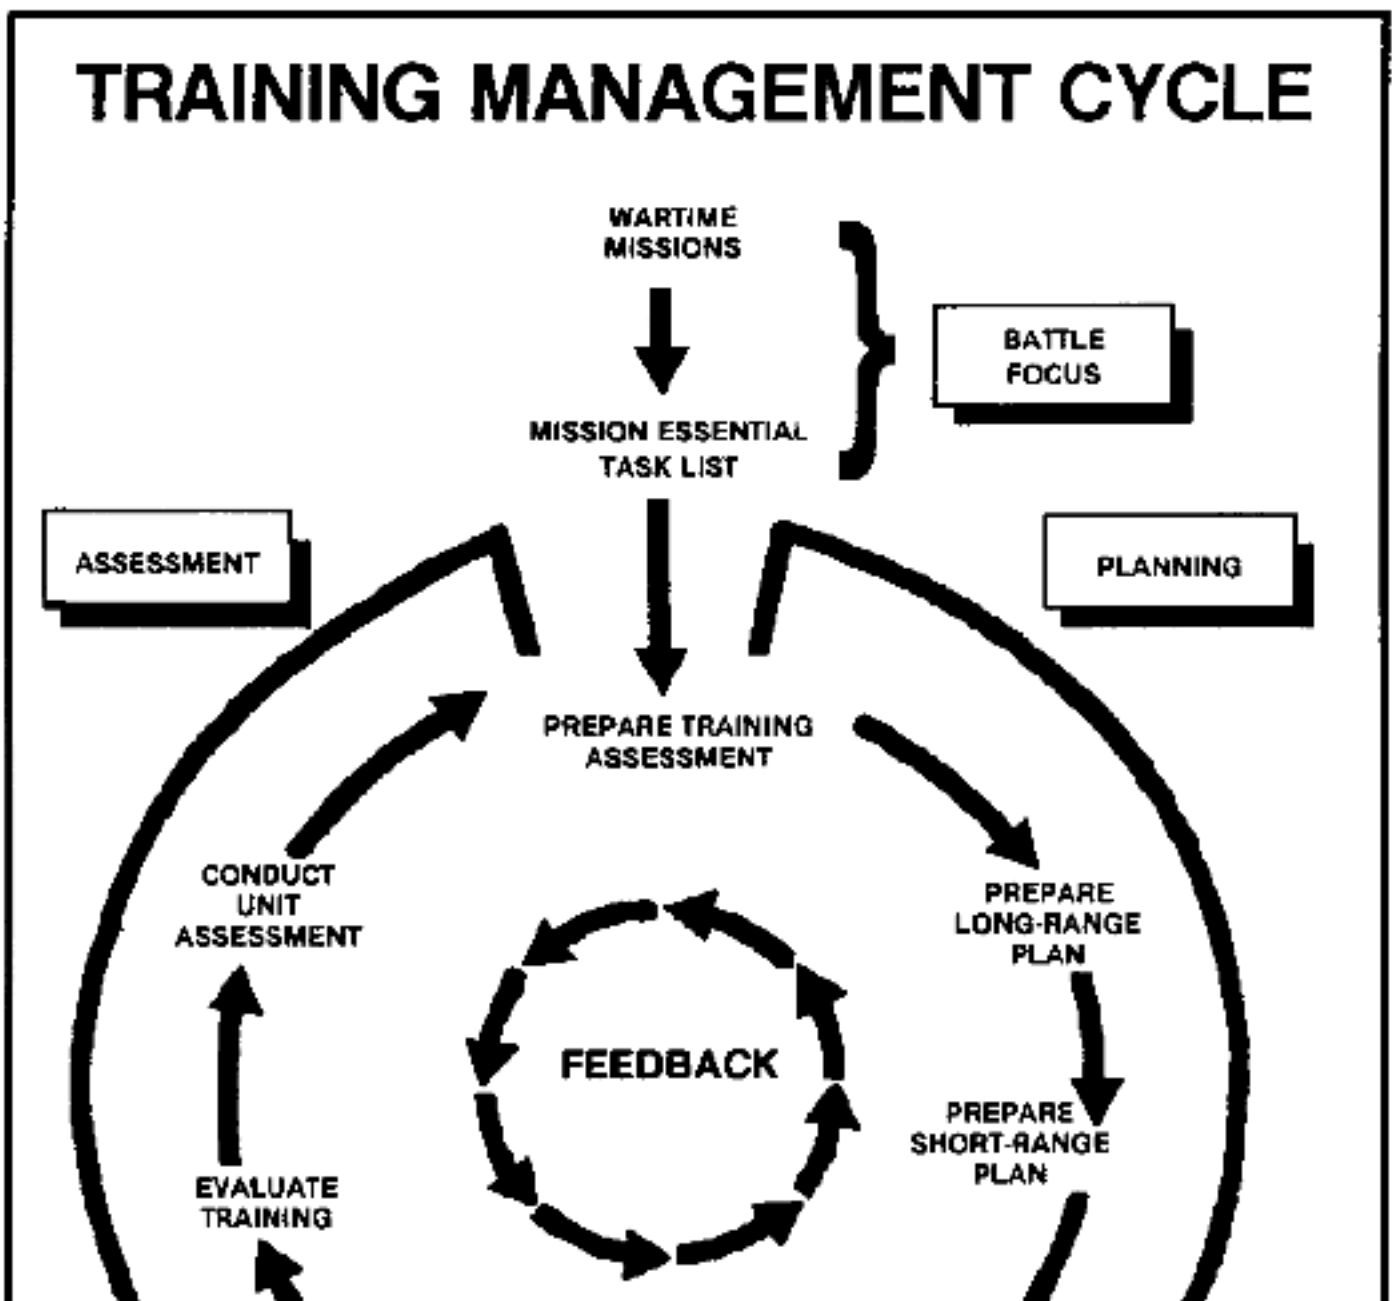 TRAINING MANAGEMENT CYCLE
WARTIME
MISSIONS
BATTLE
FOCUS
MISSION ESSENTIAL
TASK LIST
ASSESSMENT
PLANNING
PREPARE TRAINING
ASSESSMENT
CONDUCT
UNIT
ASSESSMENT
PREPARE
LONG-RANGE
PLAN
FEEDBACK
PREPARE
SHORT-RANGE
PLAN
EVALUATE
TRAINING